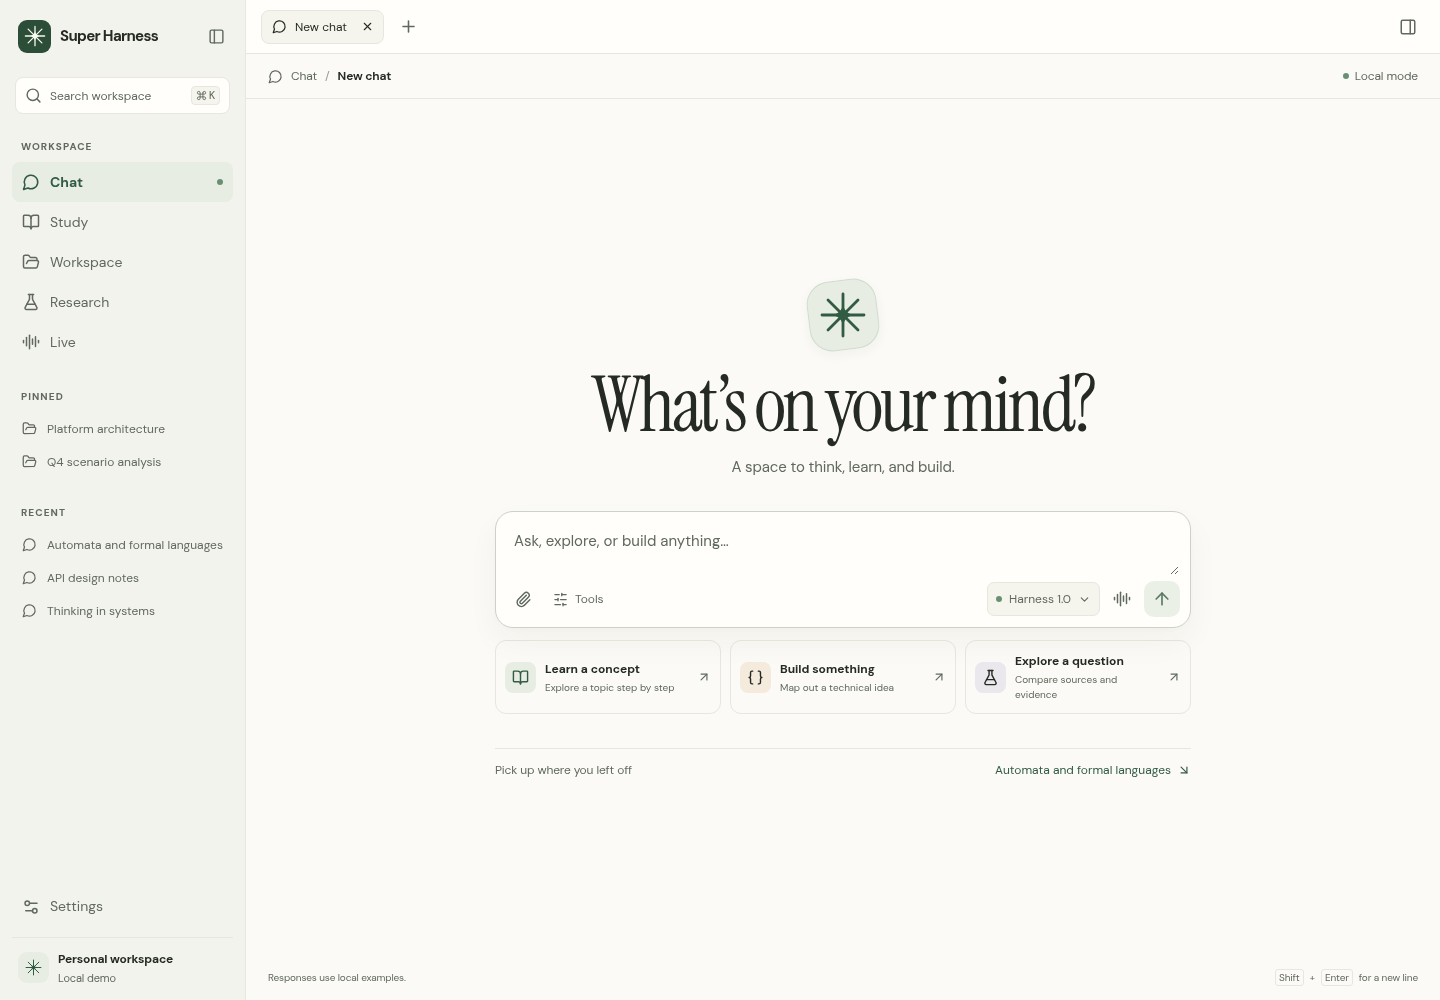 Super Harness
Search workspace ⌘K
WORKSPACE
Chat
Study
Workspace
Research
Live
PINNED
Platform architecture
Q4 scenario analysis
RECENT
Automata and formal languages
API design notes
Thinking in systems
Settings
Personal workspace
Local demo
New chat
Chat / New chat
Local mode
What's on your mind?
A space to think, learn, and build.
Ask, explore, or build anything...
Tools
Harness 1.0
Learn a concept
Explore a topic step by step
Build something
Map out a technical idea
Explore a question
Compare sources and
evidence
Pick up where you left off
Automata and formal languages
Responses use local examples.
Shift + Enter for a new line